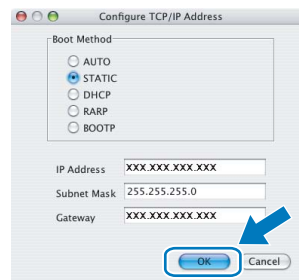 Configure TCP/IP Address
Boot Method
AUTO
STATIC
DHCP
RARP
BOOTP
IP Address XXX.XXX.XXX.XXX
Subnet Mask 255.255.255.0
Gateway XXX.XXX.XXX.XXX
OK Cancel